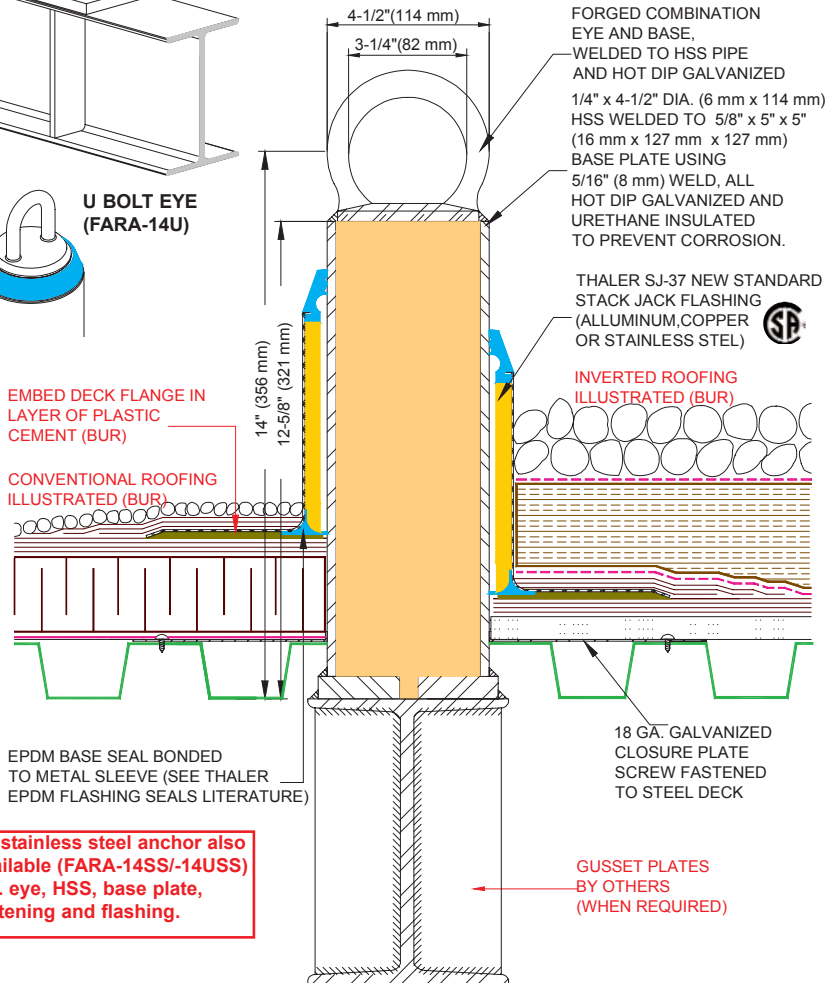 4-1/2"(114 mm)
3-1/4"(82 mm)
FORGED COMBINATION
EYE AND BASE,
WELDED TO HSS PIPE
AND HOT DIP GALVANIZED
1/4" x 4-1/2" DIA. (6 mm x 114 mm)
HSS WELDED TO 5/8" x 5" x 5"
(16 mm x 127 mm x 127 mm)
BASE PLATE USING
5/16" (8 mm) WELD, ALL
HOT DIP GALVANIZED AND
URETHANE INSULATED
TO PREVENT CORROSION.
U BOLT EYE
(FARA-14U)
THALER SJ-37 NEW STANDARD
STACK JACK FLASHING
(ALLUMINUM,COPPER
OR STAINLESS STEL)
SA
14" (356 mm)
12-5/8" (321 mm)
EMBED DECK FLANGE IN
LAYER OF PLASTIC
CEMENT (BUR)
INVERTED ROOFING
ILLUSTRATED (BUR)
CONVENTIONAL ROOFING
ILLUSTRATED (BUR)
EPDM BASE SEAL BONDED
TO METAL SLEEVE (SEE THALER
EPDM FLASHING SEALS LITERATURE)
18 GA. GALVANIZED
CLOSURE PLATE
SCREW FASTENED
TO STEEL DECK
stainless steel anchor also
ilable (FARA-14SS/-14USS)
. eye, HSS, base plate,
tening and flashing.
GUSSET PLATES
BY OTHERS
(WHEN REQUIRED)